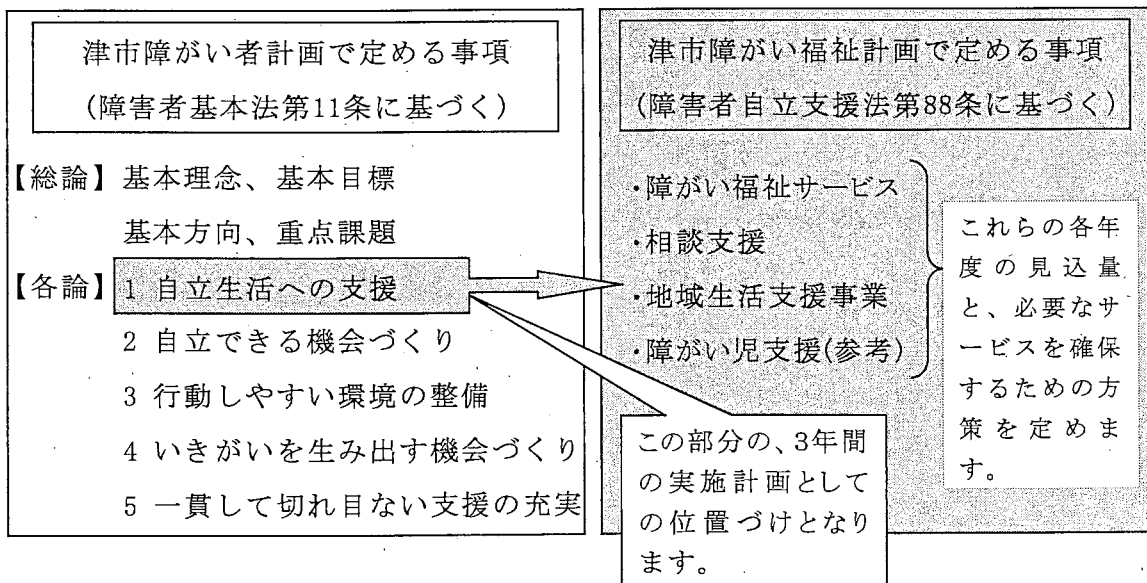 津市障がい者計画で定める事項
(障害者基本法第11条に基づく)
【総論】基本理念、基本目標
基本方向、重点課題
【各論】1 自立生活への支援
2 自立できる機会づくり
3 行動しやすい環境の整備
4 いきがいを生み出す機会づくり
5 一貫して切れ目ない支援の充実
津市障がい福祉計画で定める事項
(障害者自立支援法第88条に基づく)
・障がい福祉サービス
・相談支援
・地域生活支援事業
・障がい児支援(参考)
これらの各年
度の見込量
と、必要なサ
ービスを確保
するための方
策を定めま
す。
この部分の、3年間
の実施計画として
の位置づけとなり
ます。